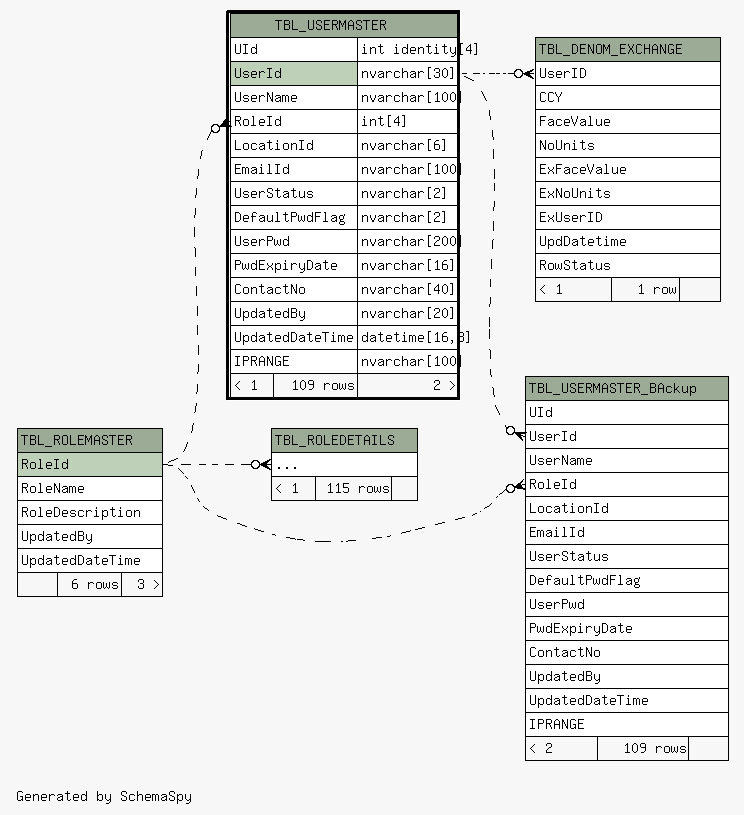 TBL_USERMASTER
UId int identity[4]
UserId nvarchar[30]
UserName nvarchar[100]
RoleId int[4]
LocationId nvarchar[6]
EmailId nvarchar[100]
UserStatus nvarchar[2]
DefaultPwdFlag nvarchar[2]
UserPwd nvarchar[200]
PwdExpiryDate nvarchar[16]
ContactNo nvarchar[40]
UpdatedBy nvarchar[20]
UpdatedDateTime datetime[16,3]
IPRANGE nvarchar[100]
< 1 109 rows 2 >
TBL_DENOM_EXCHANGE
UserID
CCY
FaceValue
NoUnits
ExFaceValue
ExNoUnits
ExUserID
UpdDatetime
RowStatus
< 1 1 row
TBL_ROLEMASTER
RoleId
RoleName
RoleDescription
UpdatedBy
UpdatedDateTime
6 rows 3 >
TBL_ROLEDETAILS
...
< 1 115 rows
TBL_USERMASTER_BAckup
UId
UserId
UserName
RoleId
LocationId
EmailId
UserStatus
DefaultPwdFlag
UserPwd
PwdExpiryDate
ContactNo
UpdatedBy
UpdatedDateTime
IPRANGE
< 2 109 rows
Generated by SchemaSpy